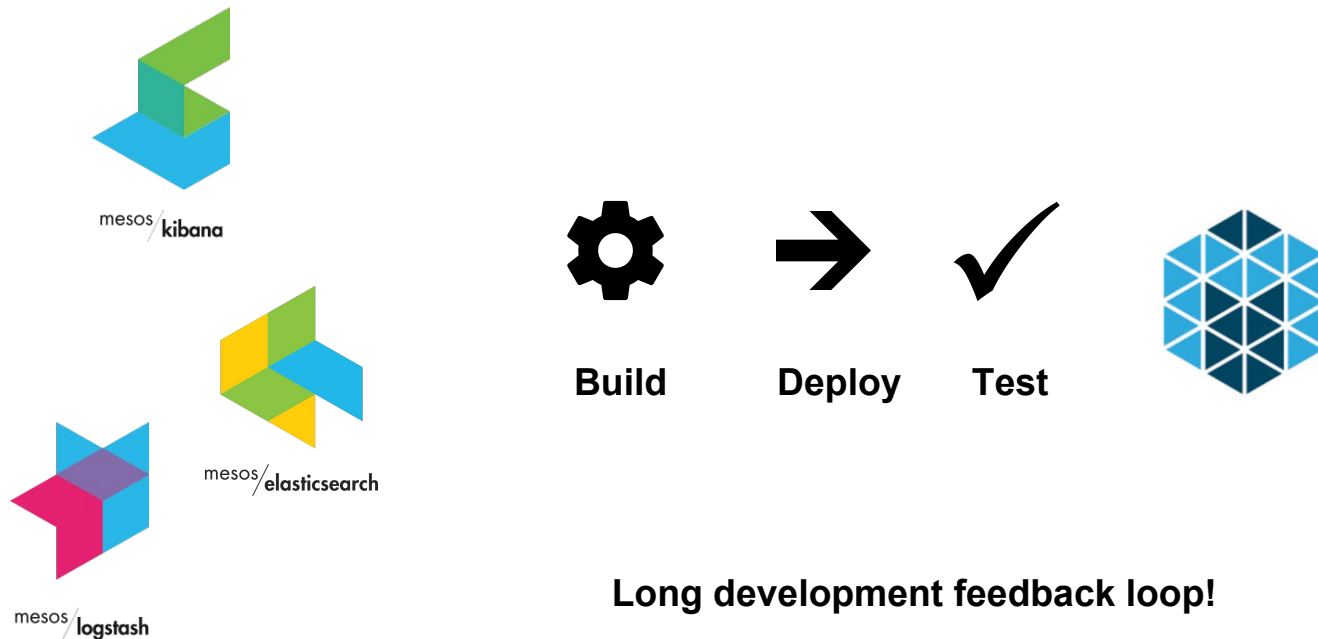 mesos/kibana
mesos/elasticsearch
mesos/logstash
Build
Deploy
Test
Long development feedback loop!